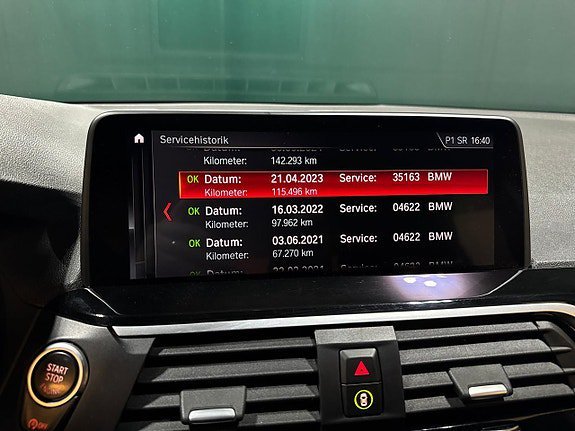 Servicehistorik
P1 SR 16:40
Kilometer: 142.293 km
OK Datum: 21.04.2023 Service: 35163 BMW
Kilometer: 115.496 km
OK Datum: 16.03.2022 Service: 04622 BMW
Kilometer: 97.962 km
OK Datum: 03.06.2021 Service: 04622 BMW
Kilometer: 67.270 km
START
STOP
OFF